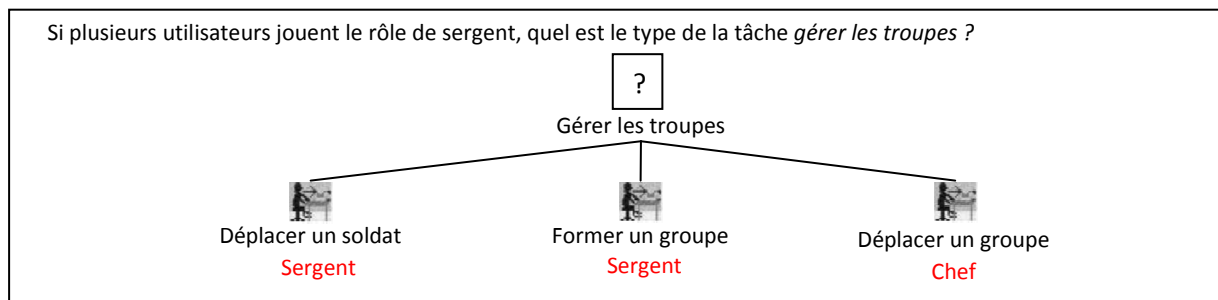 Si plusieurs utilisateurs jouent le rôle de sergent, quel est le type de la tâche gérer les troupes ?
?
Gérer les troupes
Déplacer un soldat
Former un groupe
Déplacer un groupe
Sergent
Sergent
Chef